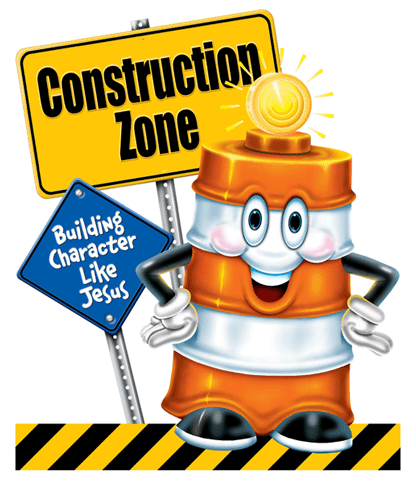 Construction
Zone
Building
Character
Like
Jesus